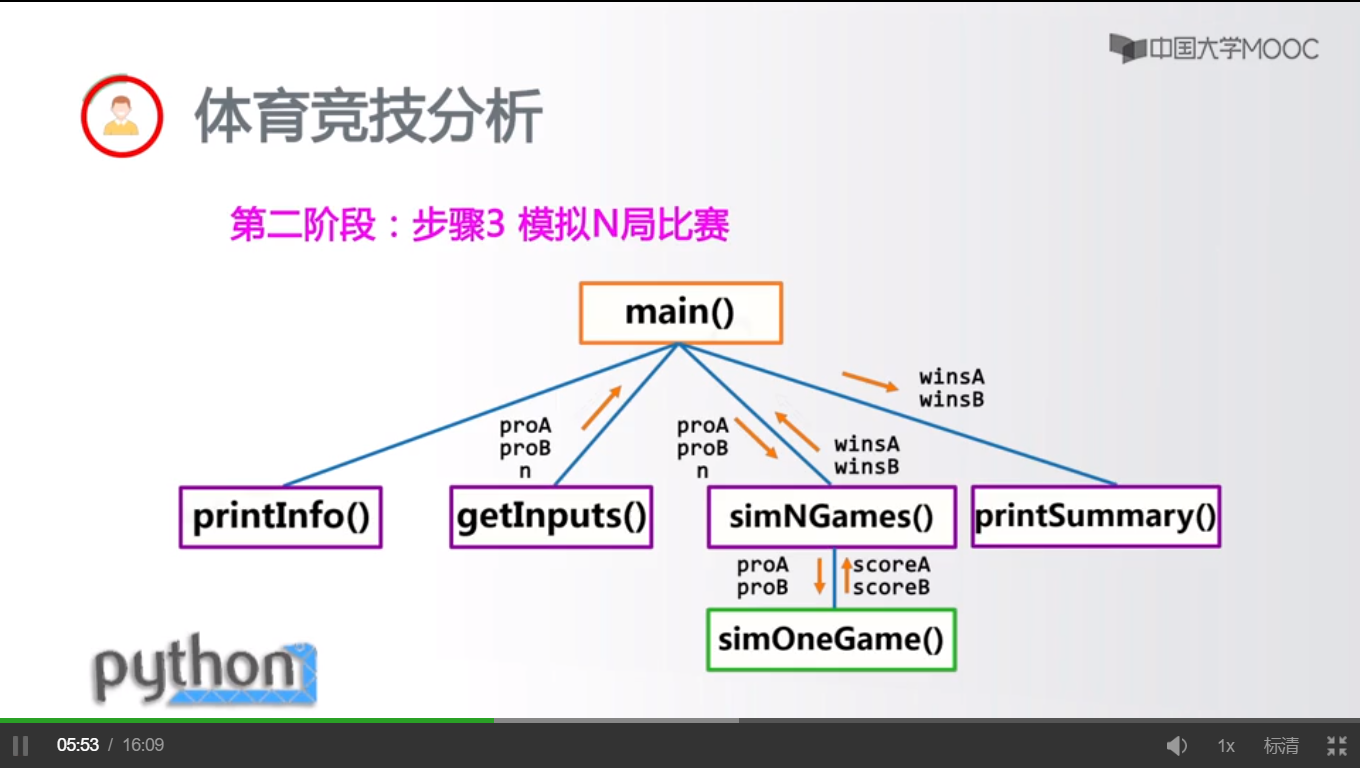 中国大学MOOC
体育竞技分析
第二阶段：步骤3 模拟N局比赛
main()
winsA
winsB
proA
proB
n
proA
proB
n
winsA
winsB
printInfo()
getInputs()
simNGames()
printSummary()
proA
proB
scoreA
scoreB
simOneGame()
python
05:53 / 16:09
1x
标清